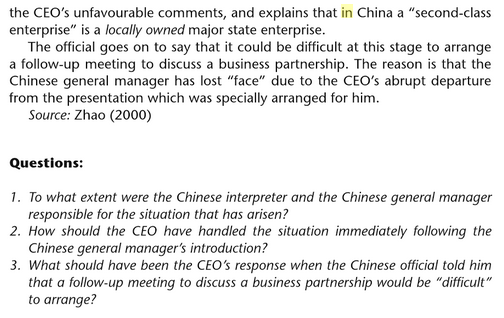 the CEO's unfavourable comments, and explains that in China a “second-class
enterprise” is a locally owned major state enterprise.
The official goes on to say that it could be difficult at this stage to arrange
a follow-up meeting to discuss a business partnership. The reason is that the
Chinese general manager has lost “face” due to the CEO's abrupt departure
from the presentation which was specially arranged for him.
Source: Zhao (2000)
Questions:
1. To what extent were the Chinese interpreter and the Chinese general manager
responsible for the situation that has arisen?
2. How should the CEO have handled the situation immediately following the
Chinese general manager's introduction?
3. What should have been the CEO's response when the Chinese official told him
that a follow-up meeting to discuss a business partnership would be “difficult”
to arrange?